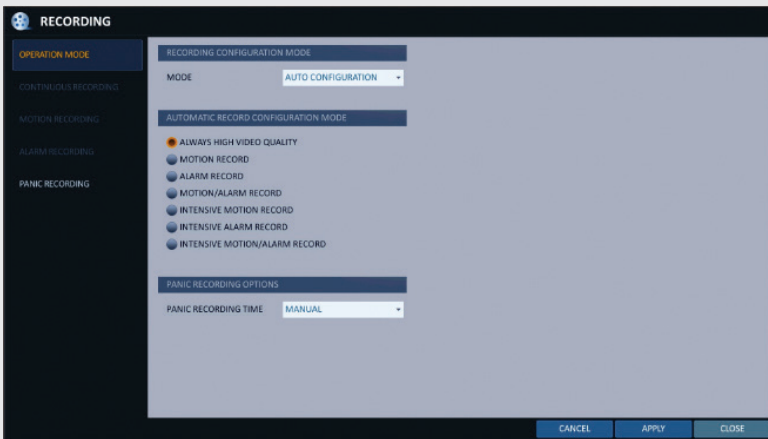 RECORDING
OPERATION MODE
CONTINUOUS RECORDING
MOTION RECORDING
ALARM RECORDING
PANIC RECORDING
RECORDING CONFIGURATION MODE
MODE AUTO CONFIGURATION
AUTOMATIC RECORD CONFIGURATION MODE
ALWAYS HIGH VIDEO QUALITY
MOTION RECORD
ALARM RECORD
MOTION/ALARM RECORD
INTENSIVE MOTION RECORD
INTENSIVE ALARM RECORD
INTENSIVE MOTION/ALARM RECORD
PANIC RECORDING OPTIONS
PANIC RECORDING TIME MANUAL
CANCEL APPLY CLOSE